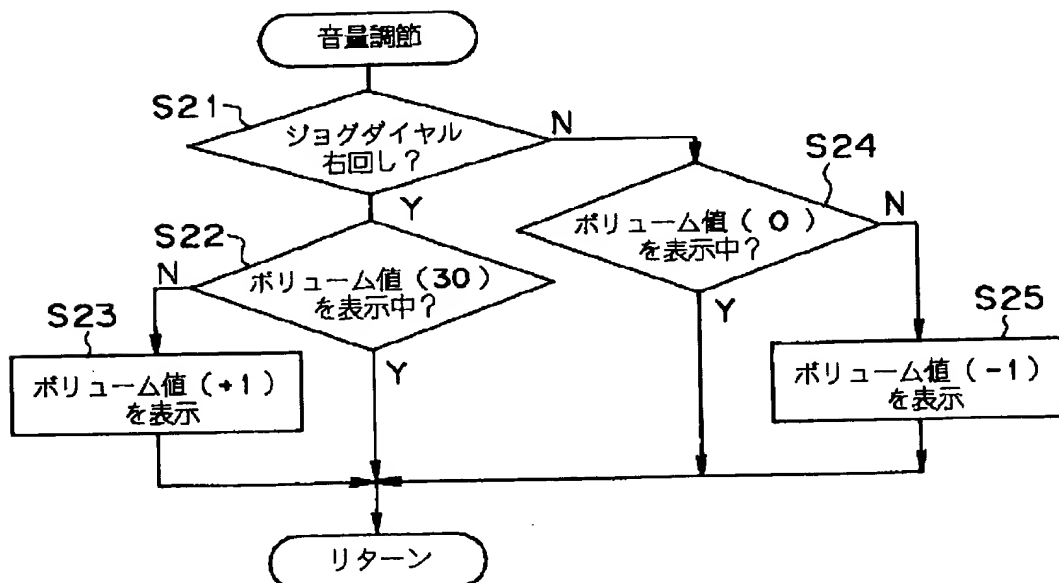 音量調節
S21
ジョグダイヤル
右回し?
N
Y
S24
ボリューム値(0)
を表示中?
N
Y
S22
ボリューム値(30)
を表示中?
N
Y
S23
ボリューム値(+1)
を表示
S25
ボリューム値(-1)
を表示
リターン